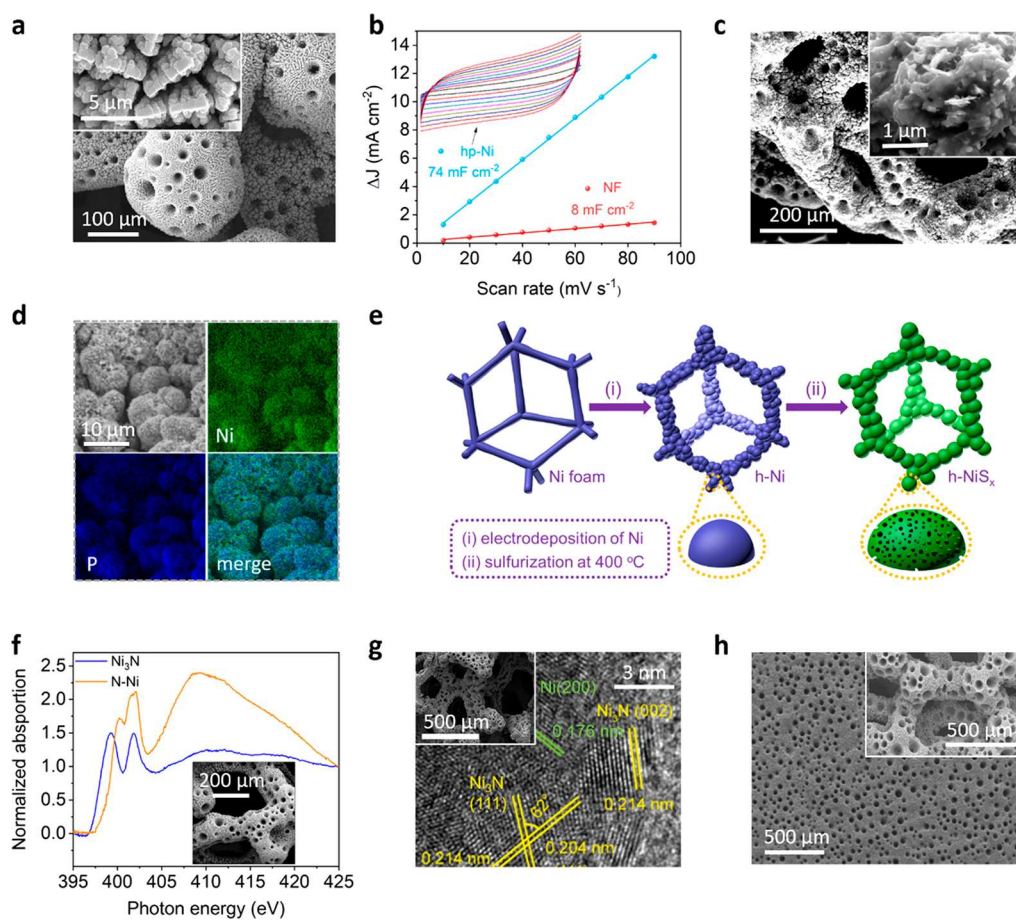 a
5 μm
100 μm
b
14
12
10
8
6
4
2
0
ΔJ (mA cm⁻²)
hp-Ni
74 mF cm⁻²
NF
8 mF cm⁻²
0 20 40 60 80 100
Scan rate (mV s⁻¹)
c
1 μm
200 μm
d
10 μm
Ni
P
merge
e
(i)
(ii)
Ni foam
h-Ni
h-NiSₓ
(i) electrodeposition of Ni
(ii) sulfurization at 400 °C
f
Normalized absportion
2.5
2.0
1.5
1.0
0.5
0.0
Ni₃N
N-Ni
200 μm
395 400 405 410 415 420 425
Photon energy (eV)
g
500 μm
Ni(200)
0.176 nm
3 nm
Ni₃N (002)
Ni₃N
(111)
62°
0.214 nm
0.204 nm
0.214 nm
h
500 μm
500 μm